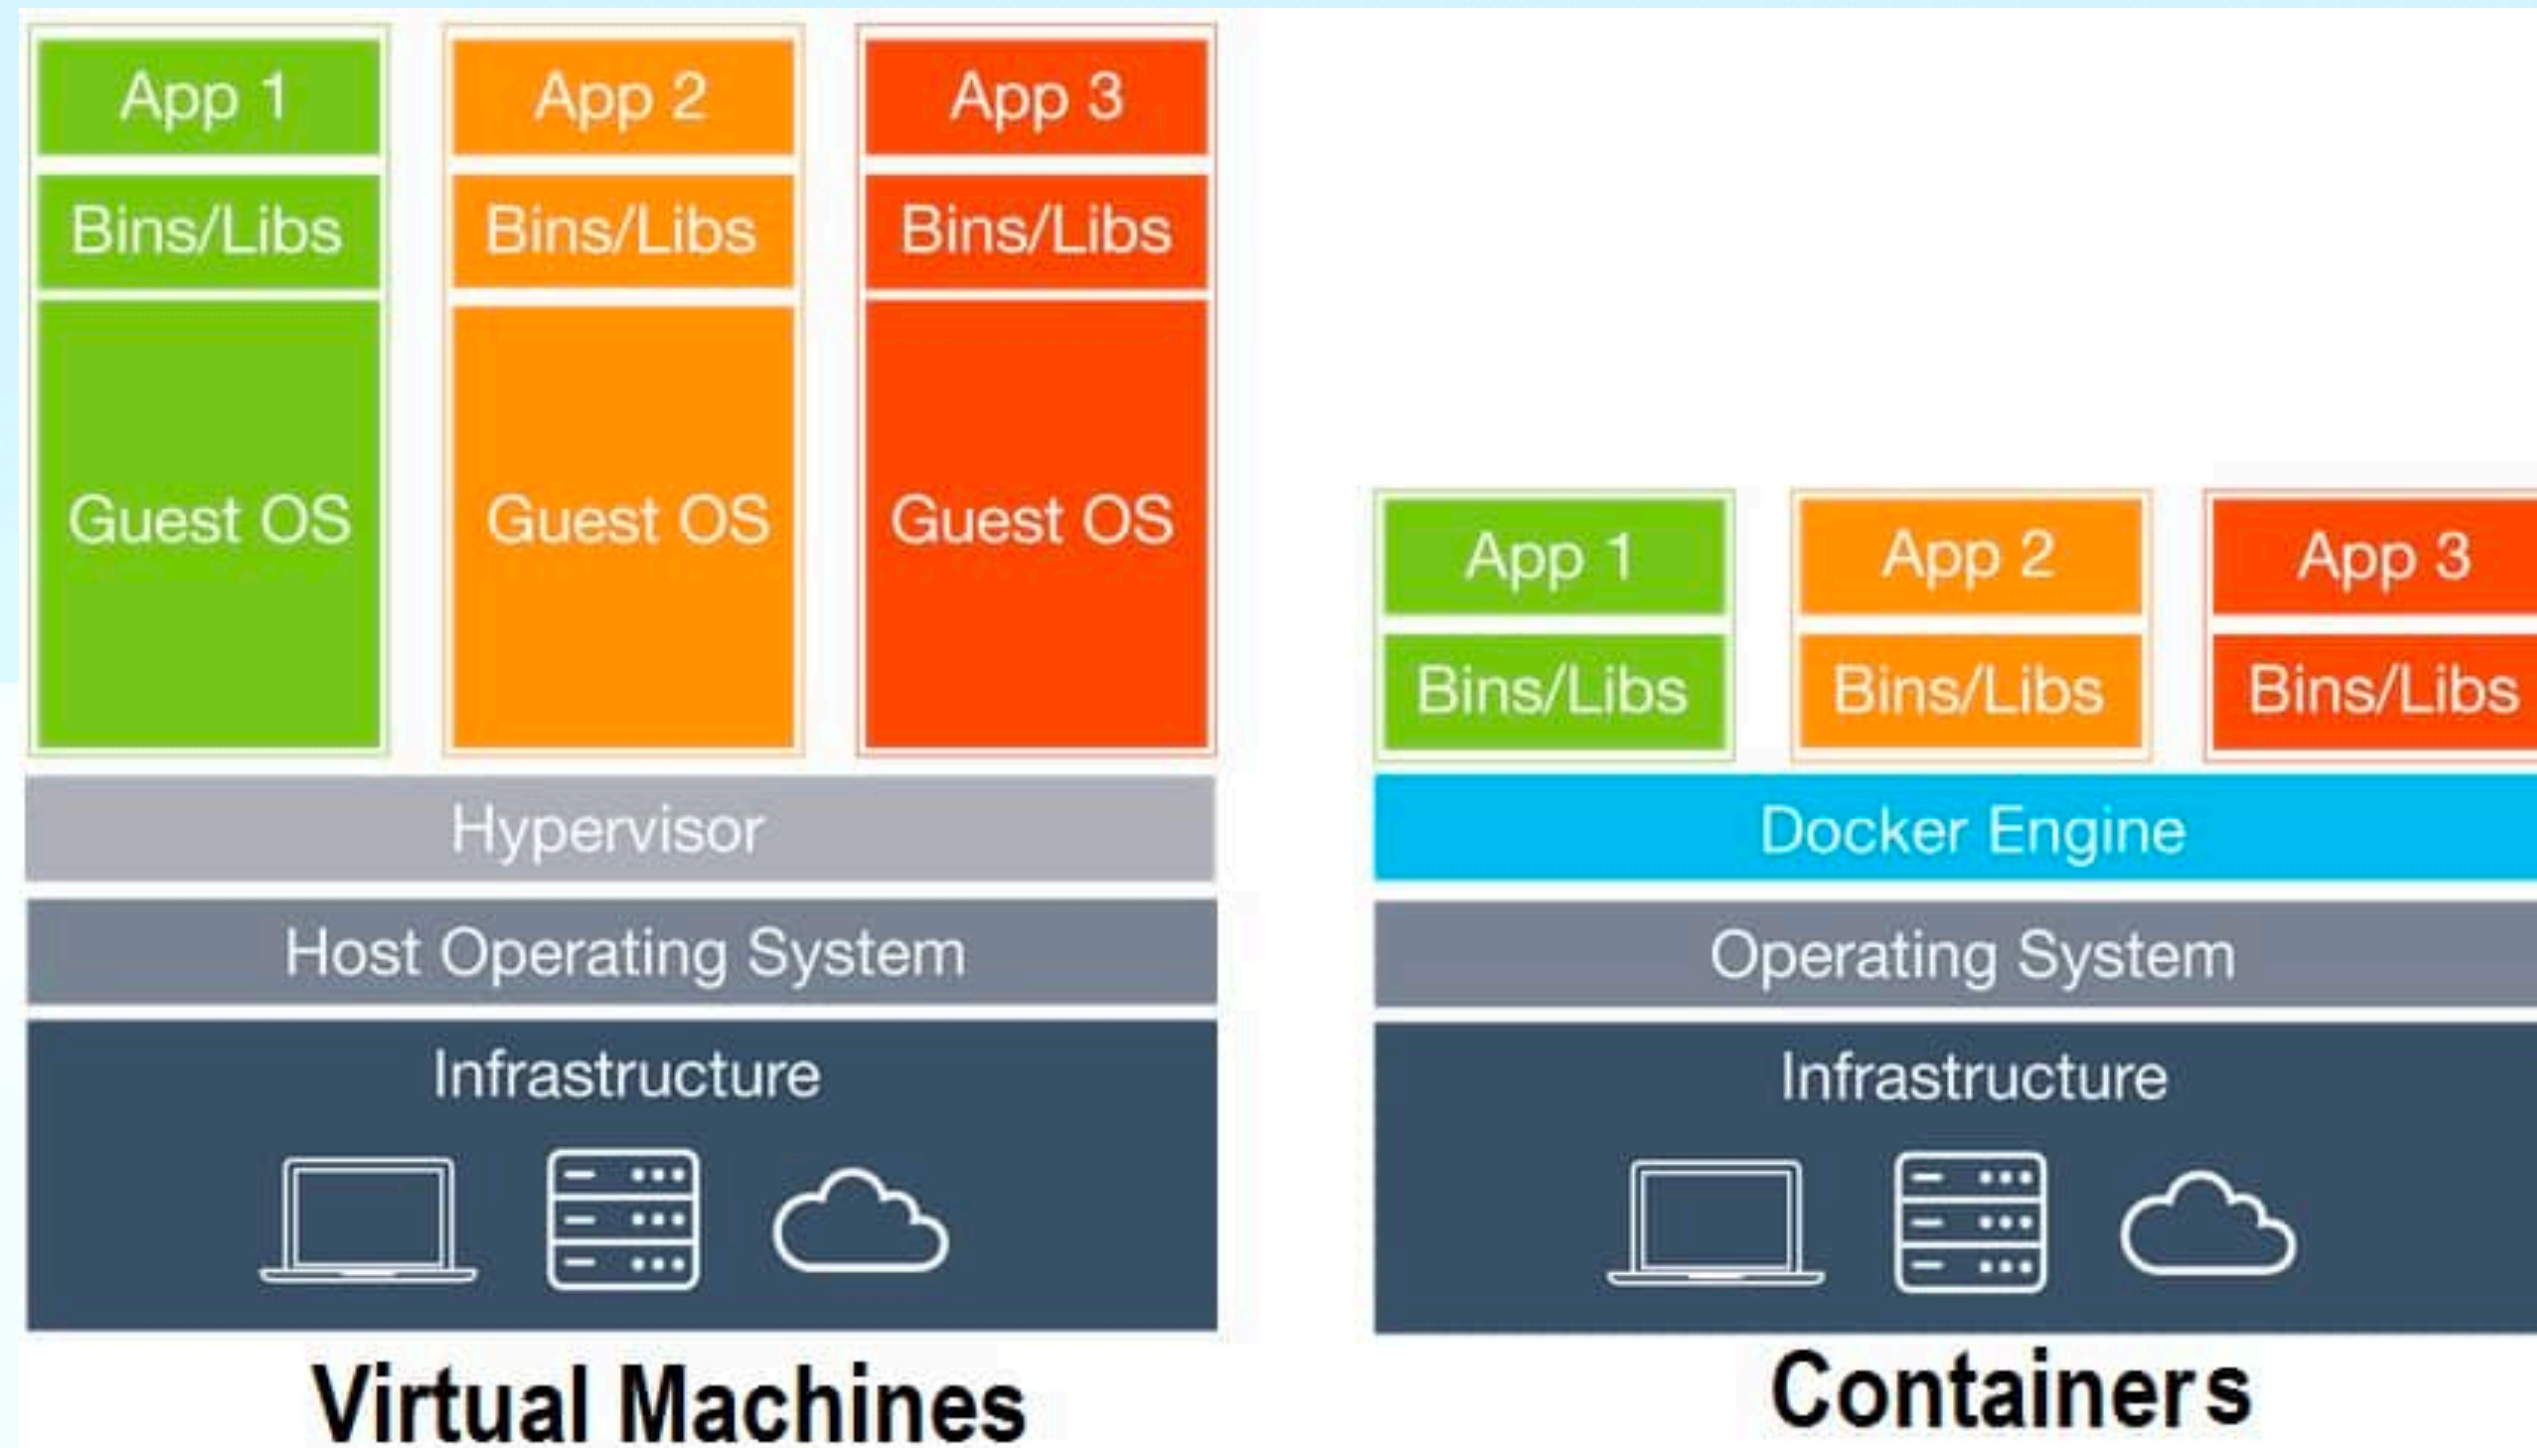 App 1
App 2
App 3
Bins/Libs
Bins/Libs
Bins/Libs
Guest OS
Guest OS
Guest OS
Hypervisor
Host Operating System
Infrastructure
Virtual Machines
App 1
App 2
App 3
Bins/Libs
Bins/Libs
Bins/Libs
Docker Engine
Operating System
Infrastructure
Containers